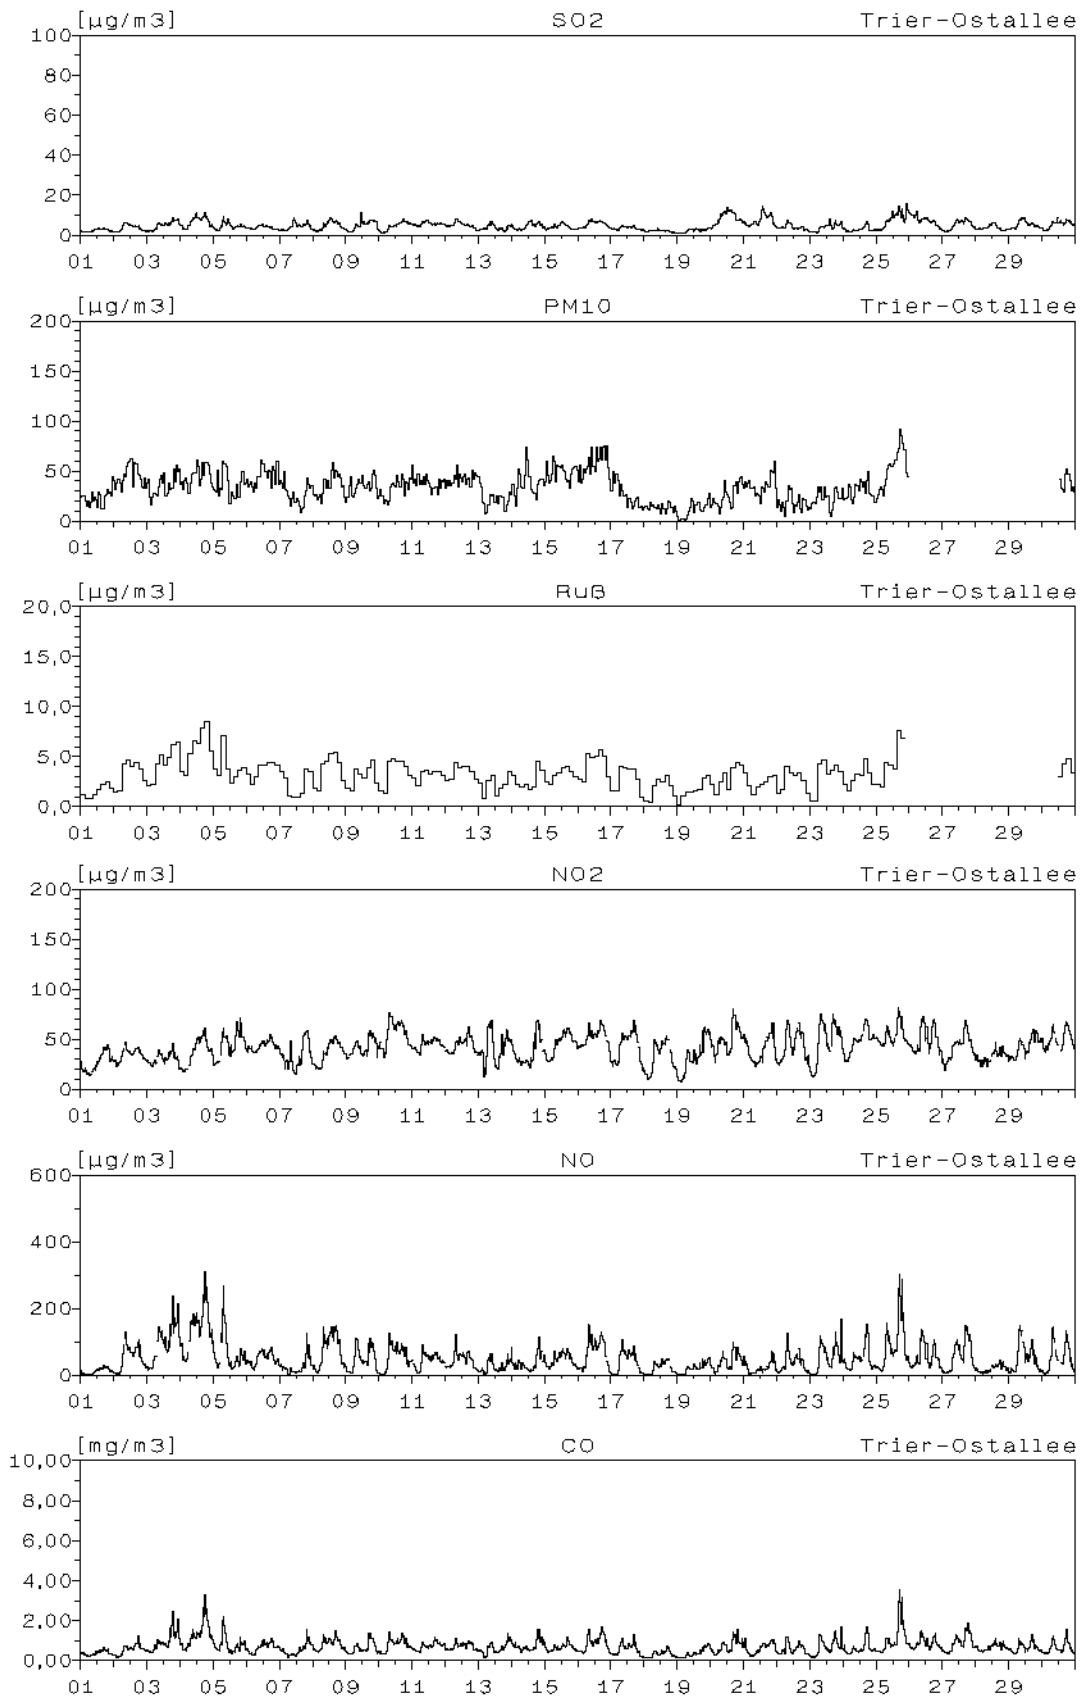 [µg/m3] SO2 Trier-Ostallee
100
80
60
40
20
0
01 03 05 07 09 11 13 15 17 19 21 23 25 27 29
[µg/m3] PM10 Trier-Ostallee
200
150
100
50
0
01 03 05 07 09 11 13 15 17 19 21 23 25 27 29
[µg/m3] Ruß Trier-Ostallee
20,0
15,0
10,0
5,0
0,0
01 03 05 07 09 11 13 15 17 19 21 23 25 27 29
[µg/m3] NO2 Trier-Ostallee
200
150
100
50
0
01 03 05 07 09 11 13 15 17 19 21 23 25 27 29
[µg/m3] NO Trier-Ostallee
600
400
200
0
01 03 05 07 09 11 13 15 17 19 21 23 25 27 29
[mg/m3] CO Trier-Ostallee
10,00
8,00
6,00
4,00
2,00
0,00
01 03 05 07 09 11 13 15 17 19 21 23 25 27 29